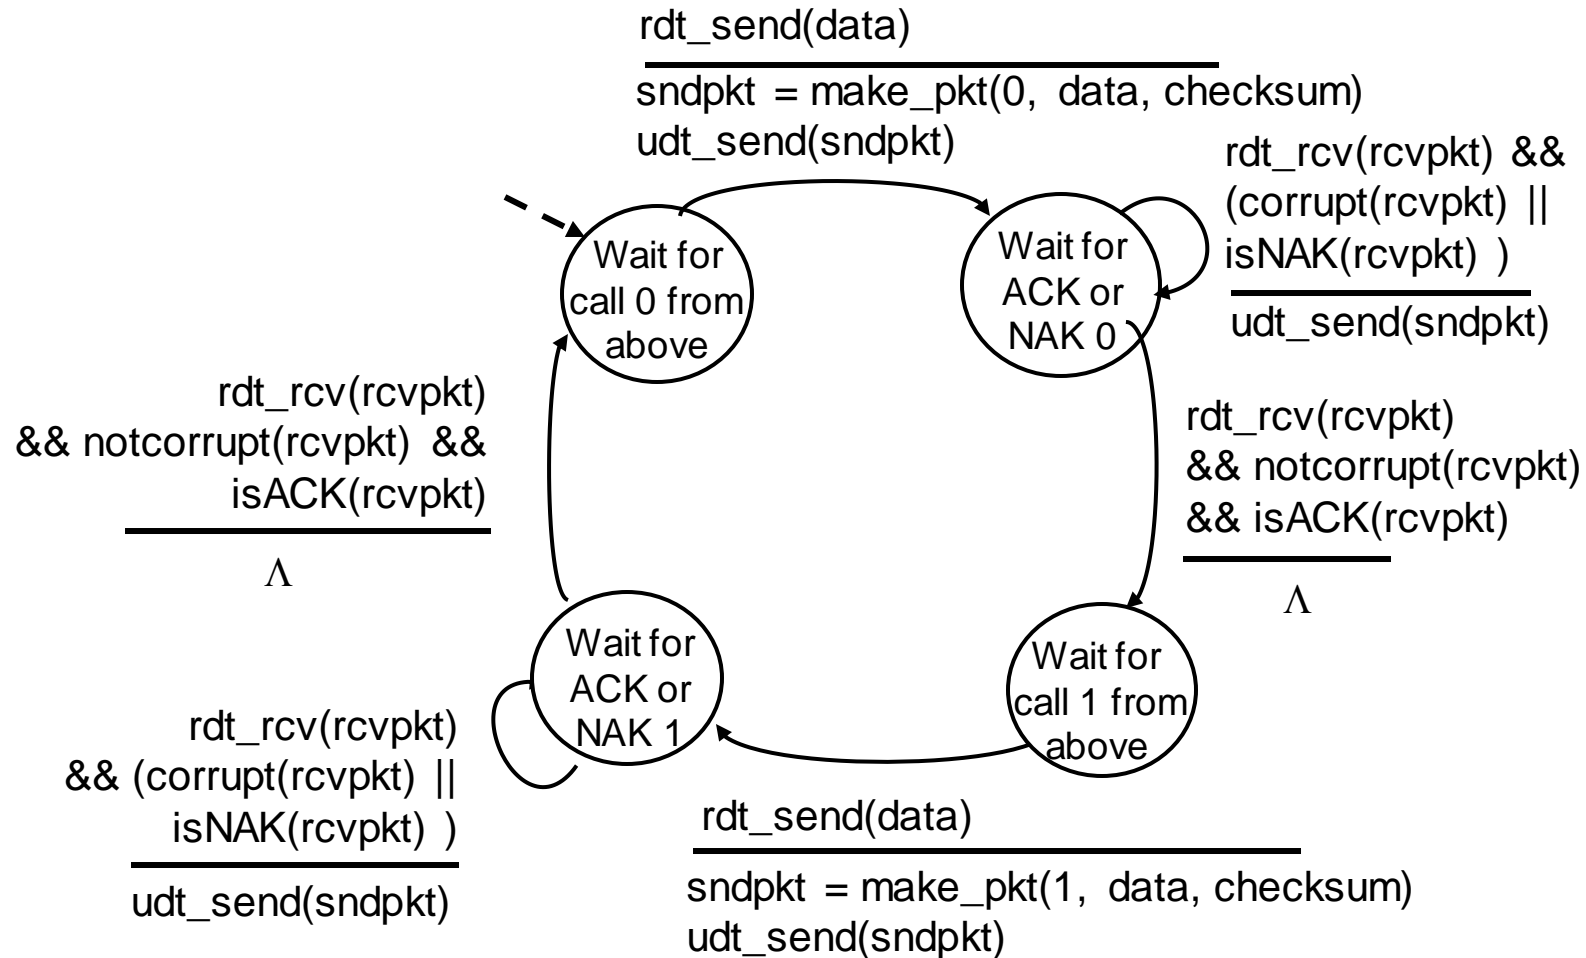 rdt_send(data)
sndpkt = make_pkt(0, data, checksum)
udt_send(sndpkt)
rdt_rcv(rcvpkt) &&
(corrupt(rcvpkt) ||
isNAK(rcvpkt) )
udt_send(sndpkt)
Wait for
call 0 from
above
Wait for
ACK or
NAK 0
rdt_rcv(rcvpkt)
&& notcorrupt(rcvpkt) &&
isACK(rcvpkt)
Λ
rdt_rcv(rcvpkt)
&& notcorrupt(rcvpkt)
&& isACK(rcvpkt)
Λ
Wait for
ACK or
NAK 1
Wait for
call 1 from
above
rdt_rcv(rcvpkt)
&& (corrupt(rcvpkt) ||
isNAK(rcvpkt) )
udt_send(sndpkt)
rdt_send(data)
sndpkt = make_pkt(1, data, checksum)
udt_send(sndpkt)